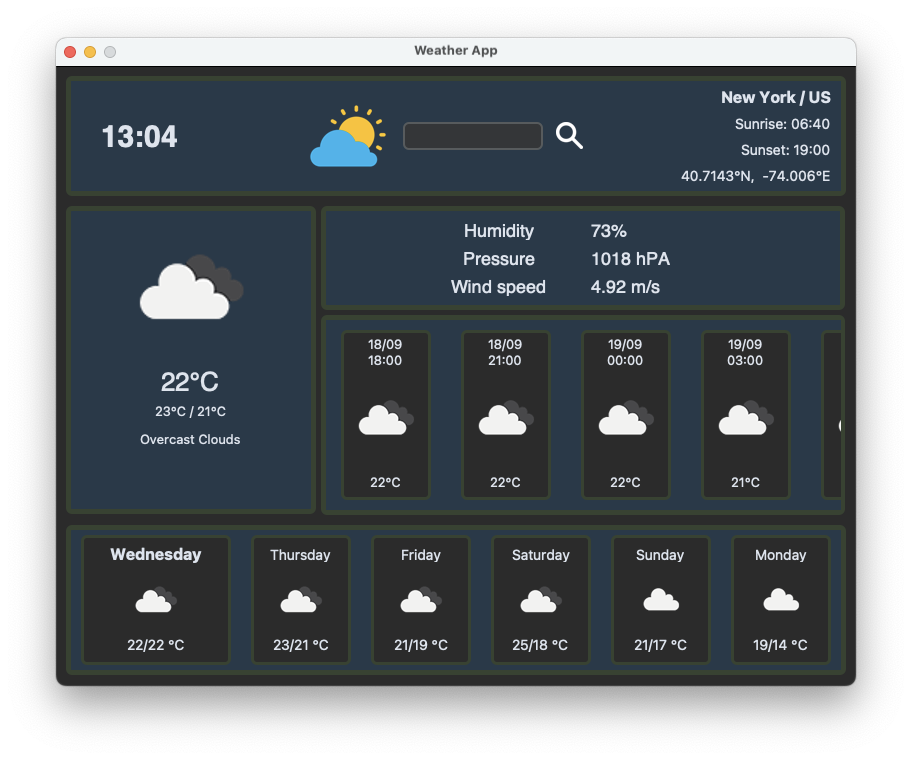 Weather App
13:04
New York / US
Sunrise: 06:40
Sunset: 19:00
40.7143°N, -74.006°E
22°C
23°C / 21°C
Overcast Clouds
Humidity 73%
Pressure 1018 hPA
Wind speed 4.92 m/s
18/09 18/09 19/09 19/09
18:00 21:00 00:00 03:00
22°C 22°C 22°C 21°C
Wednesday Thursday Friday Saturday Sunday Monday
22/22 °C 23/21 °C 21/19 °C 25/18 °C 21/17 °C 19/14 °C